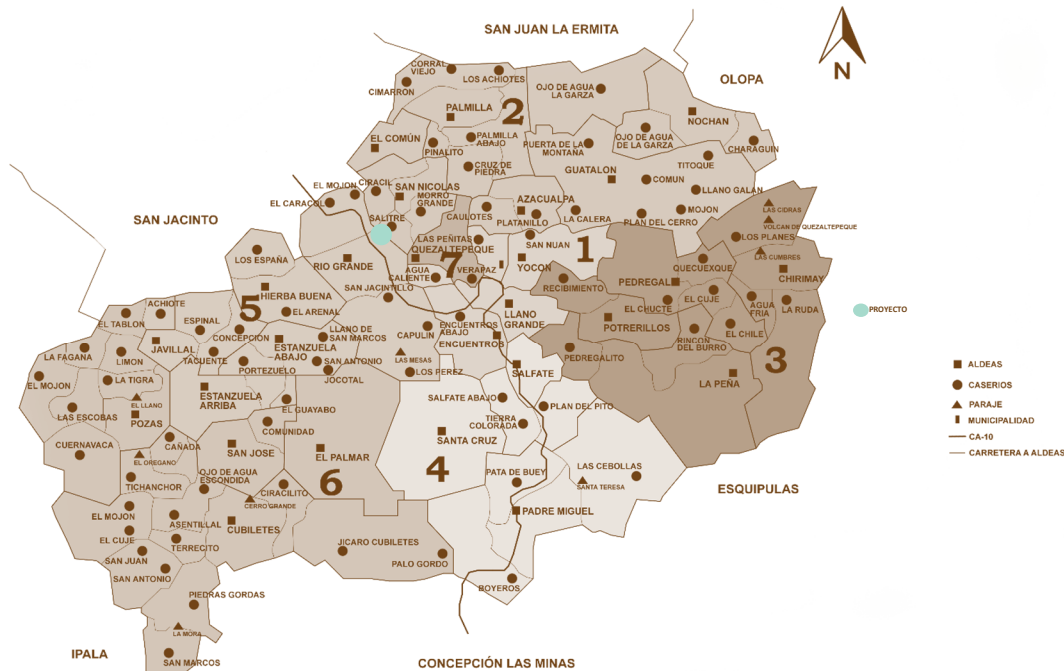 SAN JUAN LA ERMITA
CORRAL
VIEJO
LOS ACHIOTES
CIMARRON
OJO DE AGUA
LA GARZA
OLOPA
N
PALMILLA
2
NOCHAN
EL COMÚN
PALMILLA
ABAJO
PINALITO
PUERTA DE LA
MONTAÑA
OJO DE AGUA
DE LA GARZA
CHARAGUIN
CRUZ DE
PIEDRA
GUATALON
TITOQUE
COMUN
LLANO GALAN
EL MOJON
CIRACIL
SAN NICOLAS
MORRO
GRANDE
EL CARACOL
SALITRE
CAULOTES
AZACUALPA
PLATANILLO
LA CALERA
PLAN DEL CERRO
MOJON
LAS CIDRAS
VOLCAN DE QUEZALTEPEQUE
LOS PLANES
SAN JACINTO
LAS PEÑITAS
QUEZALTEPEQUE
SAN NUAN
1
LAS CUMBRES
LOS ESPAÑA
RIO GRANDE
AGUA
CALIENTE
7
VERAPAZ
YOCON
QUECUEXQUE
CHIRIMAY
RECIBIMIENTO
PEDREGAL
HIERBA BUENA
SAN JACINTILLO
EL CUJE
AGUA
FRIA
LA RUDA
5
ACHIOTE
EL TABLON
EL ARENAL
LLANO
GRANDE
EL CHUCTE
POTRERILLOS
EL CHILE
PROYECTO
ESPINAL
CONCEPCION
LLANO DE
SAN MARCOS
CAPULIN
ENCUENTROS
ABAJO
ENCUENTROS
RINCON
DEL BURRO
3
LA FAGANA
LIMON
JAVILLAL
TACUENTE
ESTANZUELA
ABAJO
LAS MESAS
PEDREGALITO
PORTEZUELO
SAN ANTONIO
JOCOTAL
LOS PEREZ
SALFATE
LA PEÑA
ALDEAS
EL MOJON
LA TIGRA
CASERIOS
EL LLANO
ESTANZUELA
ARRIBA
EL GUAYABO
SALFATE ABAJO
PLAN DEL PITO
PARAJE
LAS ESCOBAS
POZAS
COMUNIDAD
TIERRA
COLORADA
MUNICIPALIDAD
CUERNAVACA
CAÑADA
SAN JOSE
EL PALMAR
SANTA CRUZ
CA-10
EL OREGANO
CARRETERA A ALDEAS
4
TICHANCHOR
OJO DE AGUA
ESCONDIDA
CIRACILITO
6
PATA DE BUEY
LAS CEBOLLAS
SANTA TERESA
ESQUIPULAS
CERRO GRANDE
EL MOJON
ASENTILLAL
CUBILETES
PADRE MIGUEL
EL CUJE
TERRECITO
SAN JUAN
JICARO CUBILETES
PALO GORDO
SAN ANTONIO
BOYEROS
PIEDRAS GORDAS
LA MORA
IPALA
SAN MARCOS
CONCEPCIÓN LAS MINAS